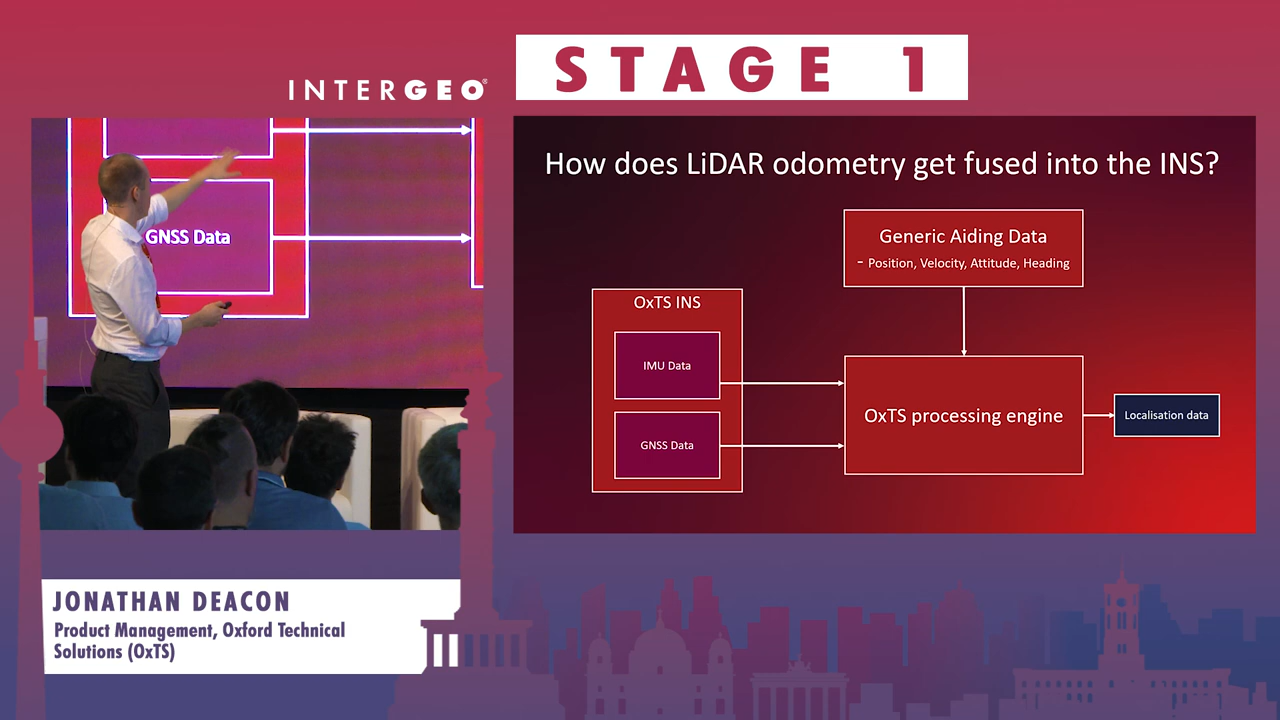 STAGE 1
INTERGEO®
GNSS Data
How does LiDAR odometry get fused into the INS?
Generic Aiding Data
- Position, Velocity, Attitude, Heading
OxTS INS
IMU Data
GNSS Data
OxTS processing engine
Localisation data
JONATHAN DEACON
Product Management, Oxford Technical
Solutions (OxTS)